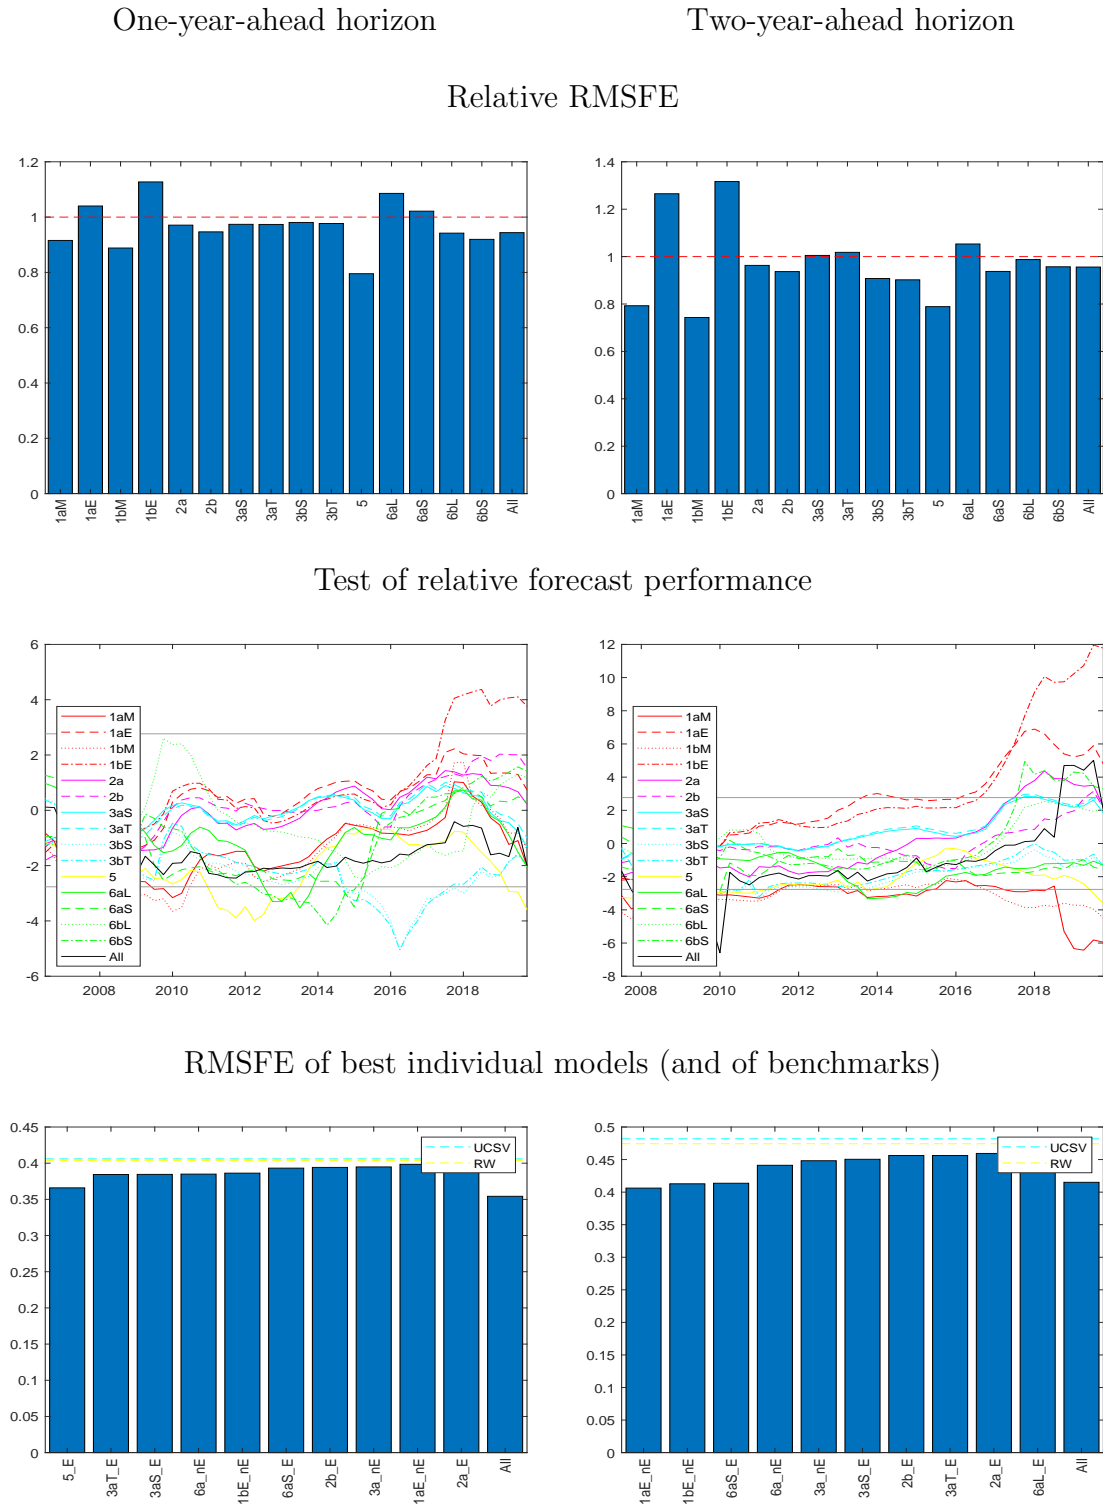 One-year-ahead horizon
Two-year-ahead horizon
Relative RMSFE
1.2
1
0.8
0.6
0.4
0.2
0
1aM
1aE
1bM
1bE
2a
2b
3aS
3aT
3bS
3bT
5
6aL
6aS
6bL
6bS
All
1.4
1.2
1
0.8
0.6
0.4
0.2
0
1aM
1aE
1bM
1bE
2a
2b
3aS
3aT
3bS
3bT
5
6aL
6aS
6bL
6bS
All
Test of relative forecast performance
6
4
2
0
-2
-4
-6
1aM
1aE
1bM
1bE
2a
2b
3aS
3aT
3bS
3bT
5
6aL
6aS
6bL
6bS
All
2008
2010
2012
2014
2016
2018
12
10
8
6
4
2
0
-2
-4
-6
-8
1aM
1aE
1bM
1bE
2a
2b
3aS
3aT
3bS
3bT
5
6aL
6aS
6bL
6bS
All
2008
2010
2012
2014
2016
2018
RMSFE of best individual models (and of benchmarks)
0.45
0.4
0.35
0.3
0.25
0.2
0.15
0.1
0.05
0
UCSV
RW
5_E
3aT_E
3aS_E
6a_nE
1bE_nE
6aS_E
2b_E
3a_nE
1aE_nE
2a_E
All
0.5
0.45
0.4
0.35
0.3
0.25
0.2
0.15
0.1
0.05
0
UCSV
RW
1aE_nE
1bE_nE
6aS_E
6a_nE
3a_nE
3aS_E
2b_E
3aT_E
2a_E
6aL_E
All